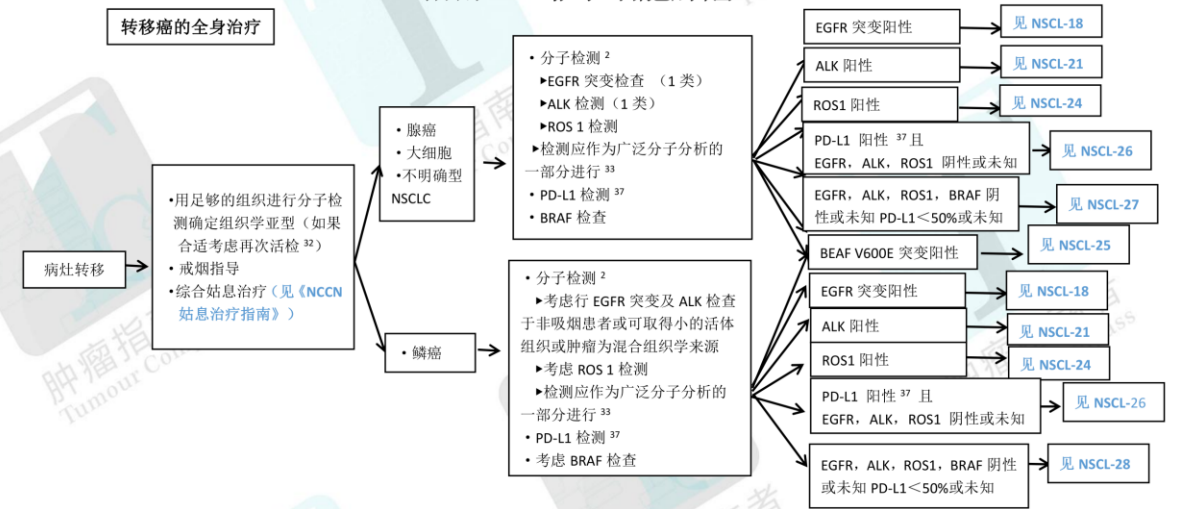 转移癌的全身治疗
病灶转移
•用足够的组织进行分子检
测确定组织学亚型（如果
合适考虑再次活检 32）
• 戒烟指导
•综合姑息治疗（见《NCCN
姑息治疗指南》）
• 腺癌
• 大细胞
•不明确型
NSCLC
• 鳞癌
• 分子检测 2
▶EGFR 突变检查 （1 类）
▶ALK 检测（1 类）
▶ROS 1 检测
▶检测应作为广泛分子分析的
一部分进行 33
• PD-L1 检测 37
• BRAF 检查
• 分子检测 2
▶考虑行 EGFR 突变及 ALK 检查
于非吸烟患者或可取得小的活体
组织或肿瘤为混合组织学来源
▶考虑 ROS 1 检测
▶检测应作为广泛分子分析的
一部分进行 33
• PD-L1 检测 37
• 考虑 BRAF 检查
EGFR 突变阳性
见 NSCL-18
ALK 阳性
见 NSCL-21
ROS1 阳性
见 NSCL-24
PD-L1 阳性 37 且
EGFR，ALK，ROS1 阴性或未知
见 NSCL-26
EGFR，ALK，ROS1，BRAF 阴
性或未知 PD-L1＜50%或未知
见 NSCL-27
BEAF V600E 突变阳性
见 NSCL-25
EGFR 突变阳性
见 NSCL-18
ALK 阳性
见 NSCL-21
ROS1 阳性
见 NSCL-24
PD-L1 阳性 37 且
EGFR，ALK，ROS1 阴性或未知
见 NSCL-26
EGFR，ALK，ROS1，BRAF 阴性
或未知 PD-L1＜50%或未知
见 NSCL-28